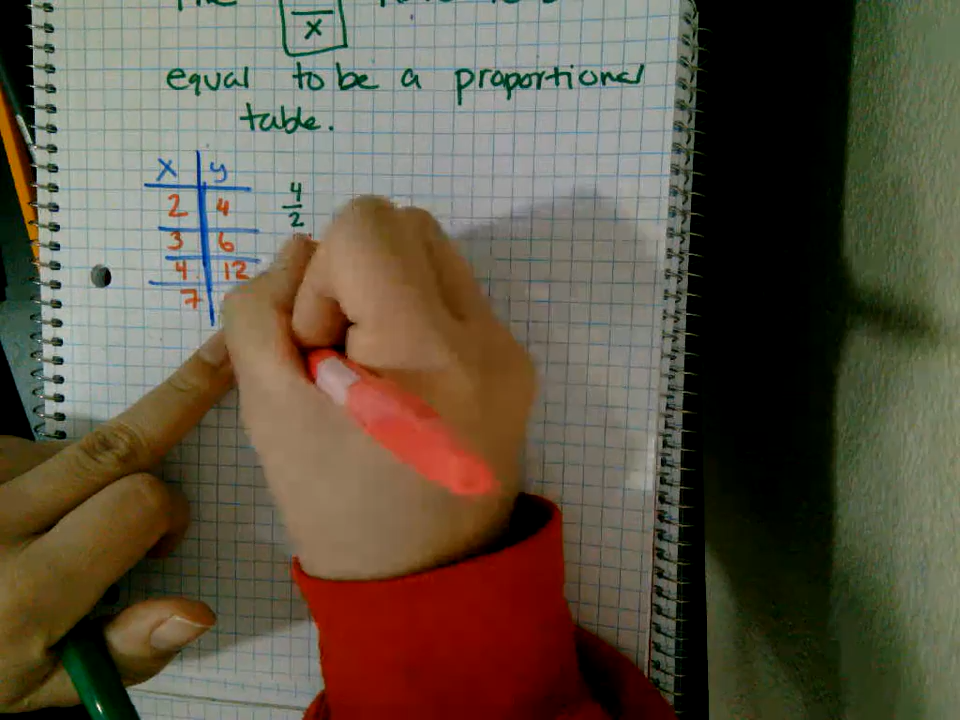 x
equal to be a proportional
table.
x y
2 4 4/2
3 6
4 12
7